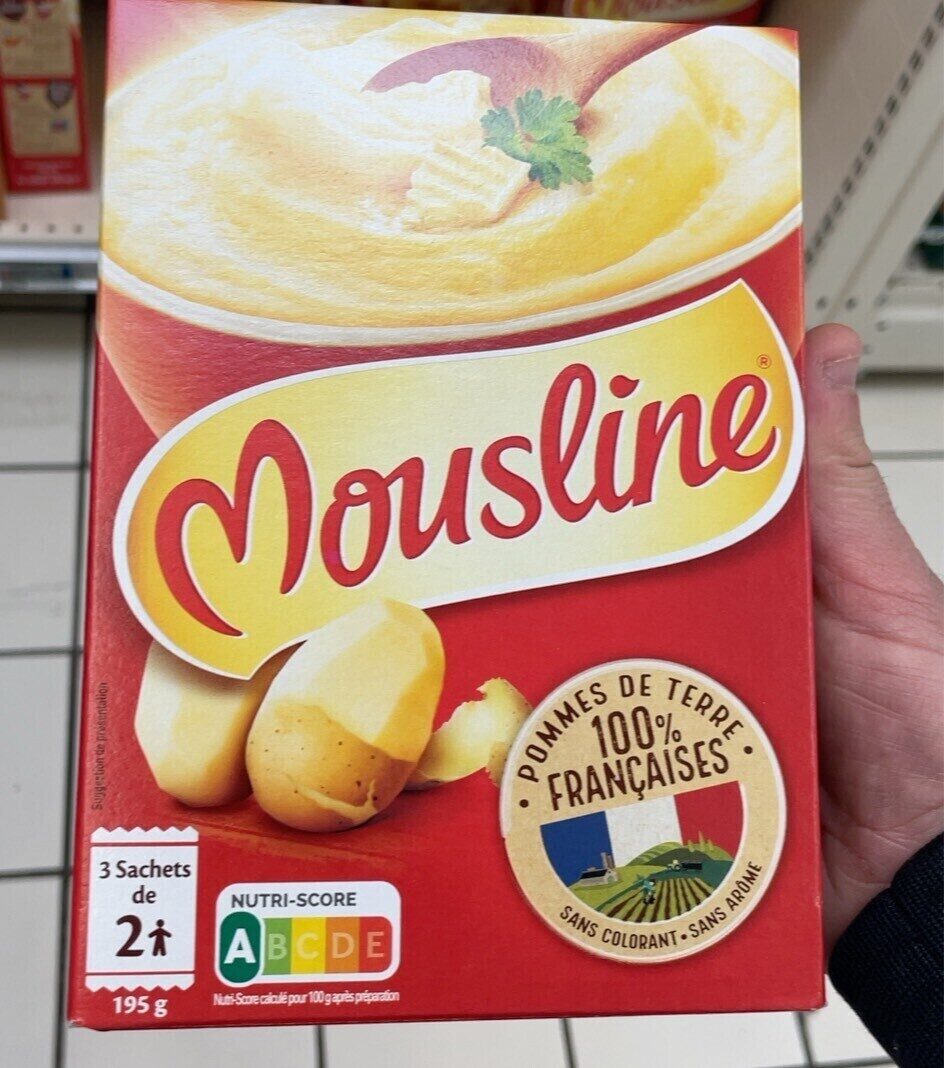 Mousline®
Suggestion de présentation
POMMES DE TERRE
100%
FRANÇAISES
SANS COLORANT • SANS ARÔME
3 Sachets
de
2
195 g
NUTRI-SCORE
A B C D E
Nutri-Score calculé pour 100 g après préparation